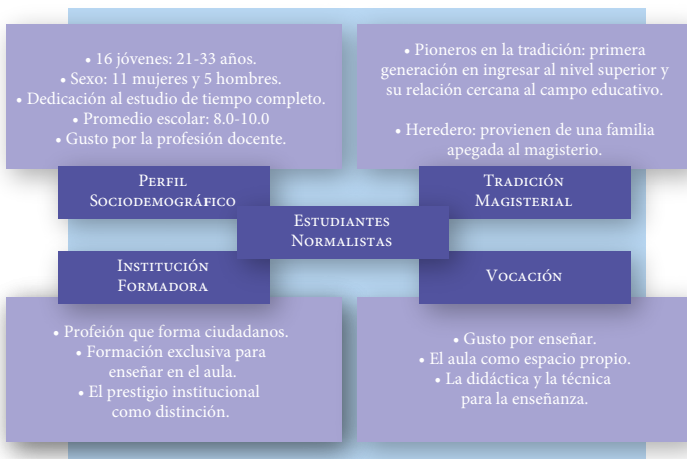 • 16 jóvenes: 21-33 años.
• Sexo: 11 mujeres y 5 hombres.
• Dedicación al estudio de tiempo completo.
• Promedio escolar: 8.0-10.0
• Gusto por la profesión docente.
Perfil
Sociodemográfico
• Pioneros en la tradición: primera
generación en ingresar al nivel superior y
su relación cercana al campo educativo.
• Heredero: provienen de una familia
apegada al magisterio.
Tradición
Magisterial
Estudiantes
Normalistas
Institución
Formadora
• Profeión que forma ciudadanos.
• Formación exclusiva para
enseñar en el aula.
• El prestigio institucional
como distinción.
Vocación
• Gusto por enseñar.
• El aula como espacio propio.
• La didáctica y la técnica
para la enseñanza.